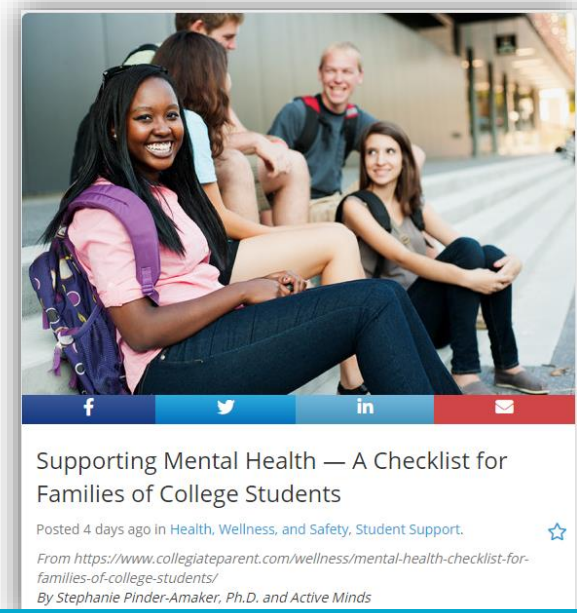 f
in
Supporting Mental Health — A Checklist for
Families of College Students
Posted 4 days ago in Health, Wellness, and Safety, Student Support.
From https://www.collegiateparent.com/wellness/mental-health-checklist-for-
families-of-college-students/
By Stephanie Pinder-Amaker, Ph.D. and Active Minds